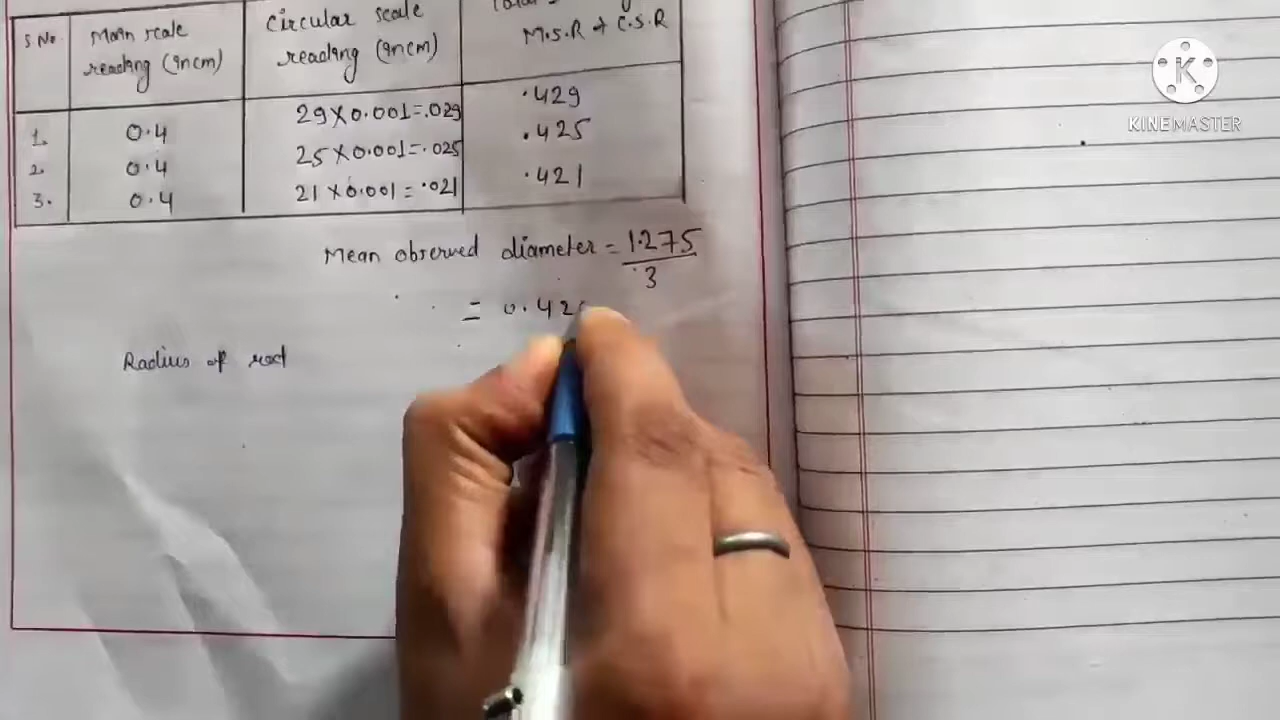 S No. Main scale reading (In cm) Circular scale reading (In cm) M.S.R + C.S.R
1. 0.4 29 X 0.001 = .029 .429
2. 0.4 25 X 0.001 = .025 .425
3. 0.4 21 X 0.001 = .021 .421
Mean observed diameter = 1.275
3
= 0.42
Radius of rod
K
KINEMASTER